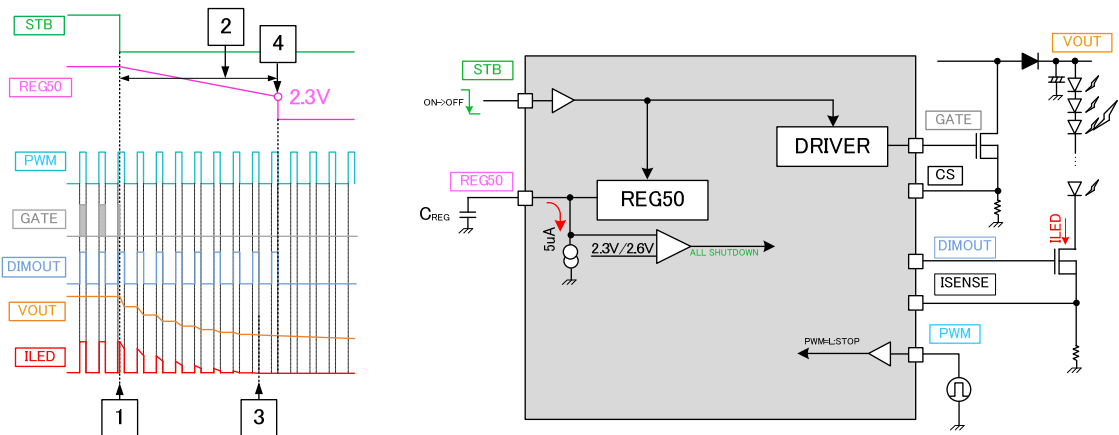 STB
2
4
REG50
2.3V
PWM
GATE
DIMOUT
VOUT
ILED
1
3
STB
ON->OFF
REG50
CREG
5uA
REG50
2.3V/2.6V
ALL SHUTDOWN
DRIVER
PWM=L:STOP
VOUT
GATE
CS
DIMOUT
ILED
ISENSE
PWM